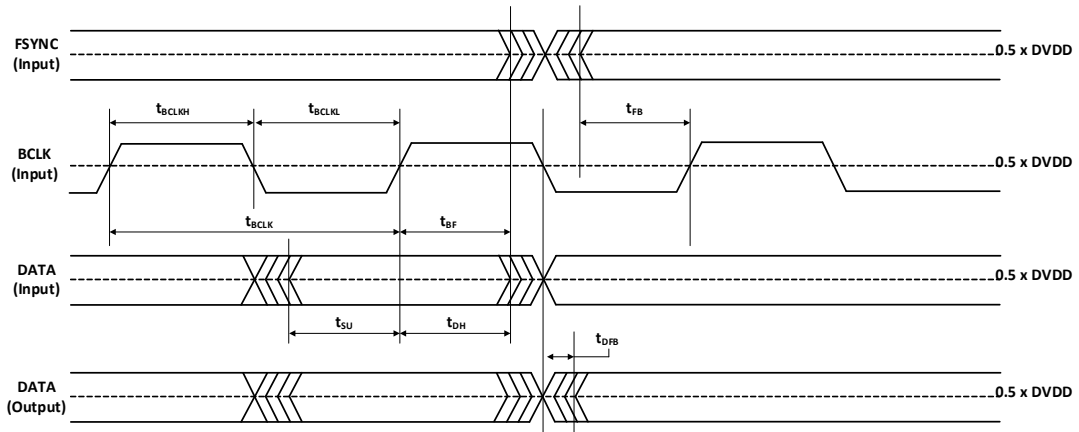 FSYNC
(Input)
0.5 x DVDD
tBCLKH
tBCLKL
tFB
BCLK
(Input)
0.5 x DVDD
tBCLK
tBF
DATA
(Input)
0.5 x DVDD
tSU
tDH
tDFB
DATA
(Output)
0.5 x DVDD